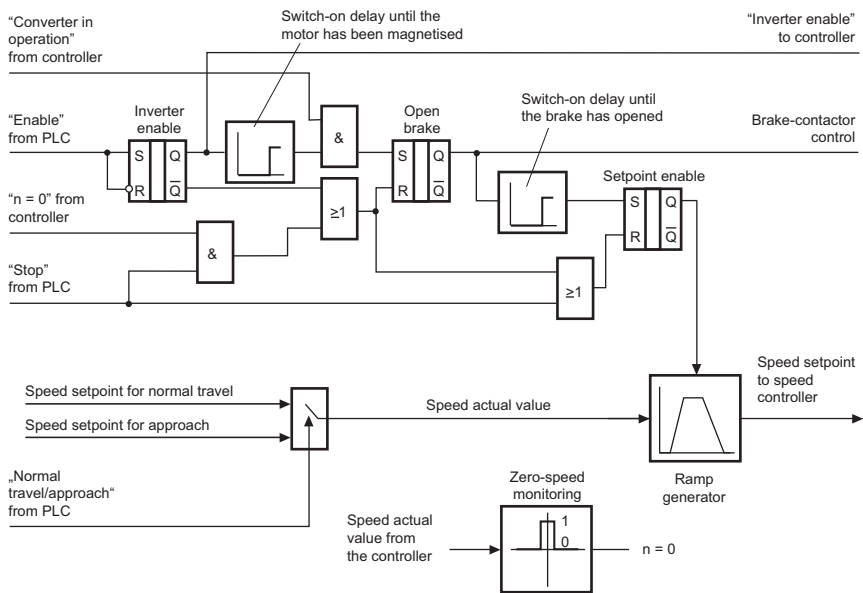 “Converter in
operation”
from controller
Switch-on delay until the
motor has been magnetised
“Inverter enable”
to controller
“Enable”
from PLC
Inverter
enable
S Q
R Q̅
&
Open
brake
S Q
R Q̅
Switch-on delay until
the brake has opened
Brake-contactor
control
“n = 0” from
controller
&
≥1
Setpoint enable
S Q
R Q̅
“Stop”
from PLC
≥1
Speed setpoint for normal travel
Speed setpoint for approach
Speed actual value
Speed setpoint
to speed
controller
„Normal
travel/approach“
from PLC
Ramp
generator
Zero-speed
monitoring
Speed actual
value from
the controller
1
0
n = 0